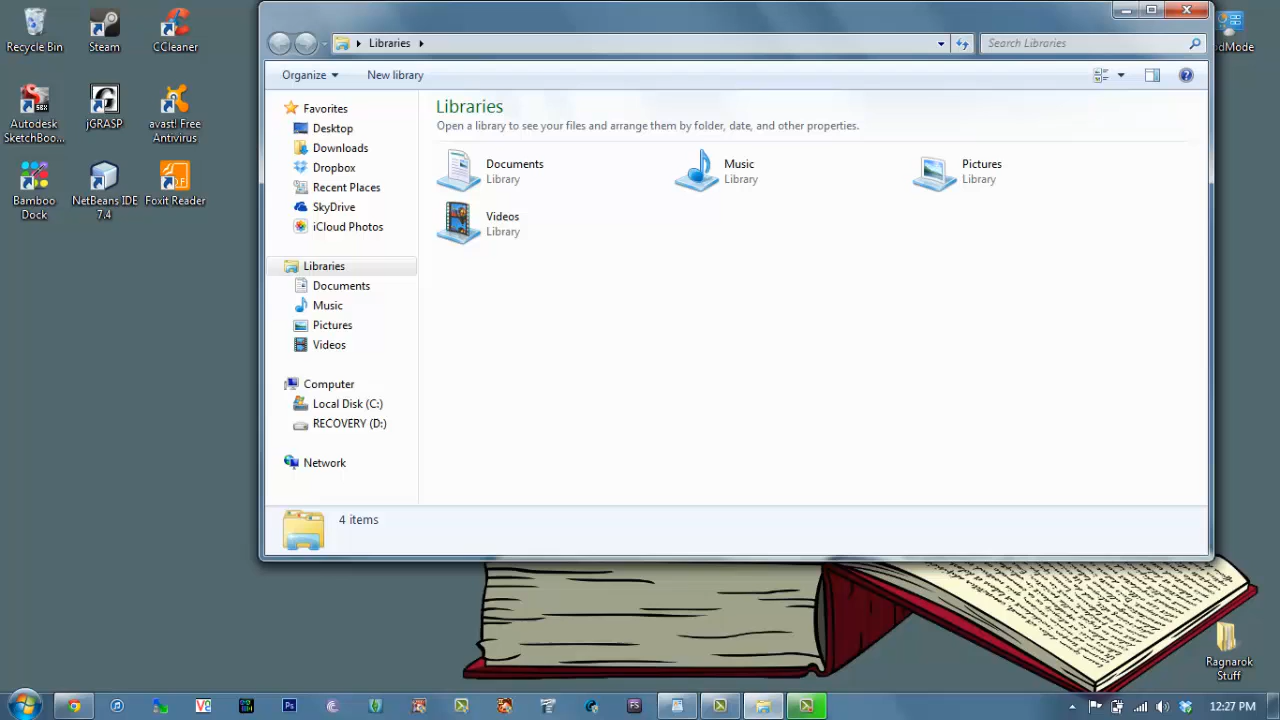 Recycle Bin
Steam
CCleaner
Autodesk
SketchBoo...
jGRASP
avast! Free
Antivirus
Bamboo
Dock
NetBeans IDE
7.4
Foxit Reader
Libraries
Search Libraries
Organize
New library
Favorites
Desktop
Downloads
Dropbox
Recent Places
SkyDrive
iCloud Photos
Libraries
Documents
Music
Pictures
Videos
Computer
Local Disk (C:)
RECOVERY (D:)
Network
Libraries
Open a library to see your files and arrange them by folder, date, and other properties.
Documents
Library
Music
Library
Pictures
Library
Videos
Library
4 items
Ragnarok
Stuff
12:27 PM